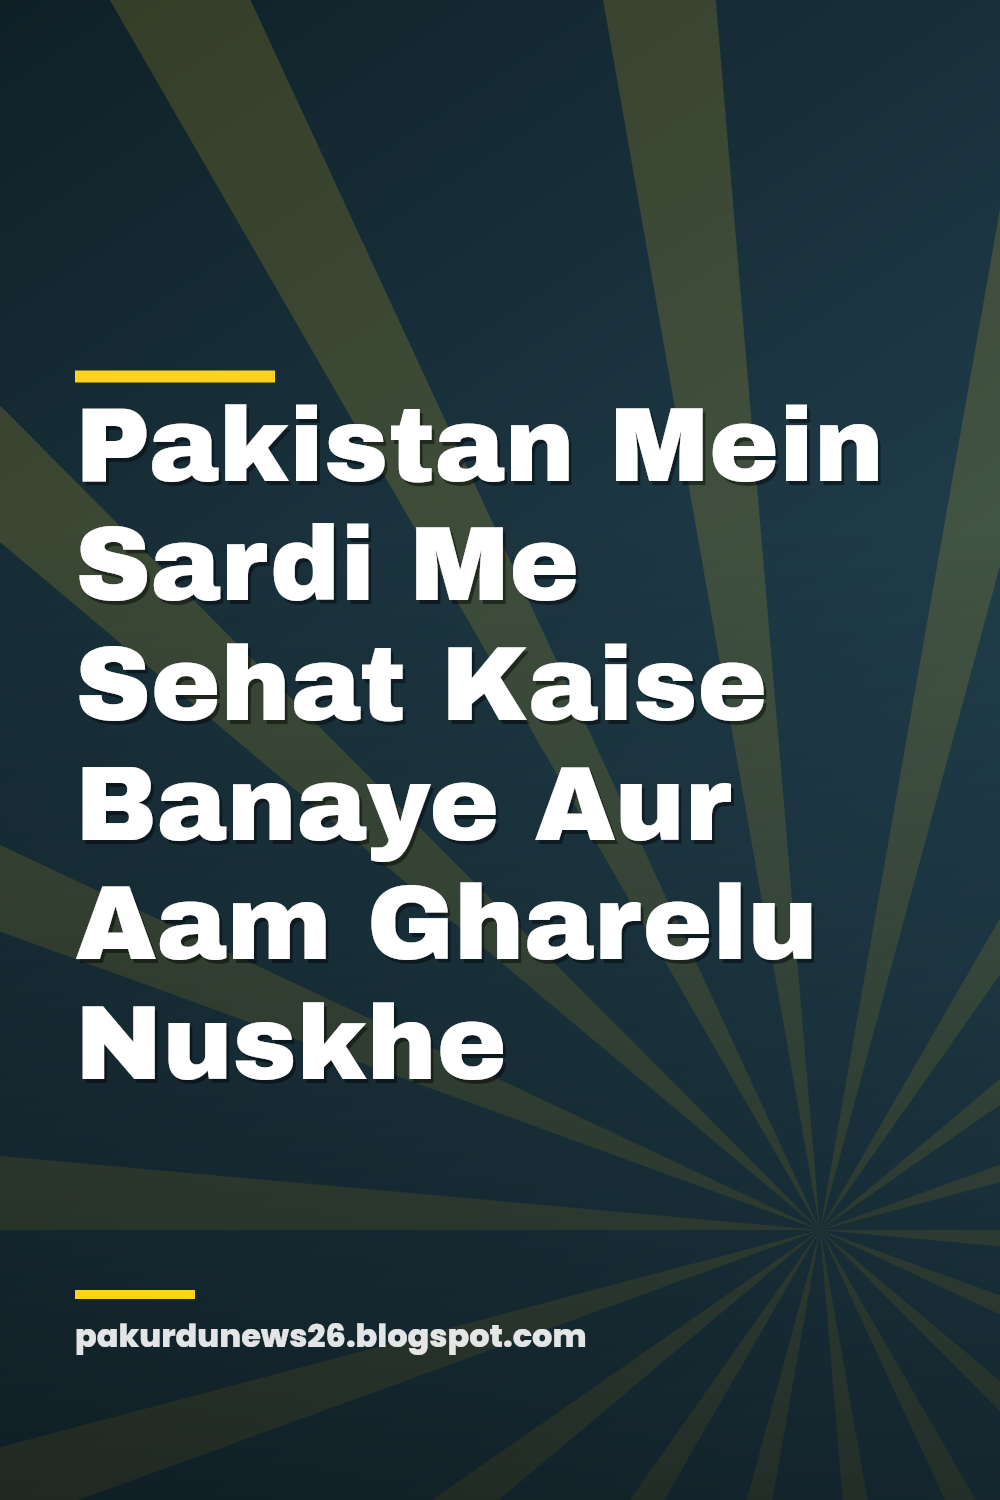 Pakistan Mein
Sardi Me
Sehat Kaise
Banaye Aur
Aam Gharelu
Nuskhe
pakurdunews26.blogspot.com